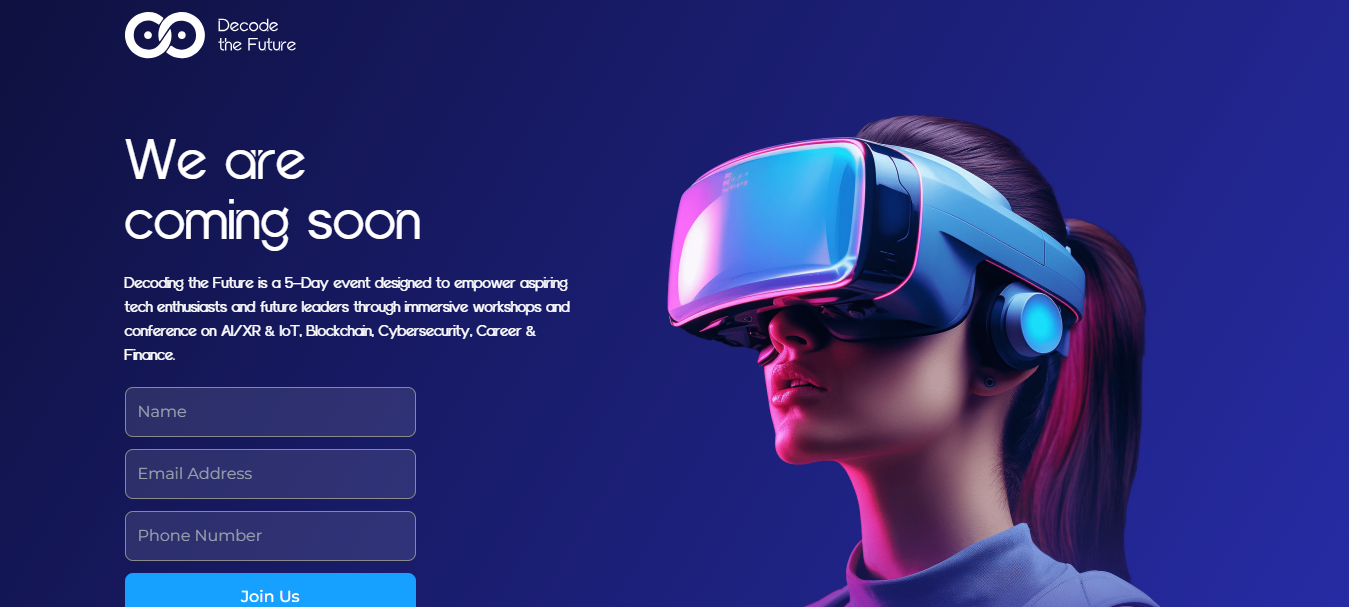 Decode
the Future
We are
coming soon
Decoding the Future is a 5-Day event designed to empower aspiring
tech enthusiasts and future leaders through immersive workshops and
conference on AI/XR & IoT, Blockchain, Cybersecurity, Career &
Finance.
Name
Email Address
Phone Number
Join Us